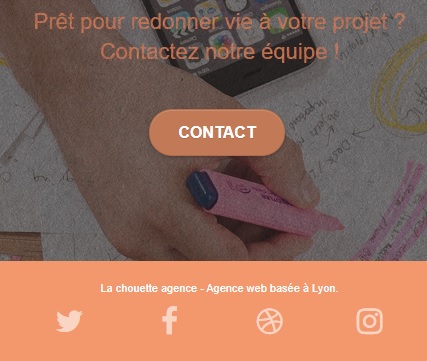 Prêt pour redonner vie à votre projet ?
Contactez notre équipe !
CONTACT
La chouette agence - Agence web basée à Lyon.